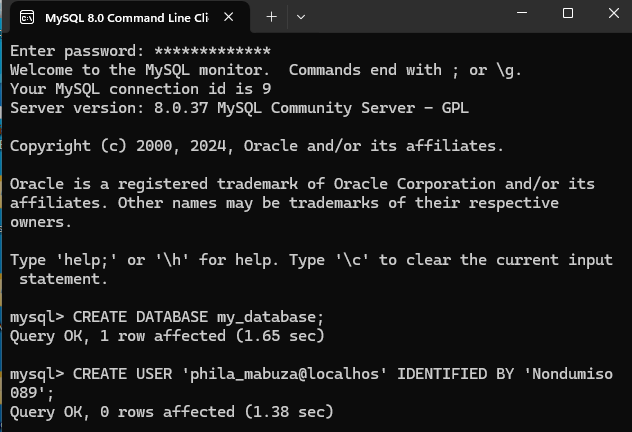 MySQL 8.0 Command Line Cli
Enter password: *************
Welcome to the MySQL monitor.  Commands end with ; or \g.
Your MySQL connection id is 9
Server version: 8.0.37 MySQL Community Server - GPL
Copyright (c) 2000, 2024, Oracle and/or its affiliates.
Oracle is a registered trademark of Oracle Corporation and/or its
affiliates. Other names may be trademarks of their respective
owners.
Type 'help;' or '\h' for help. Type '\c' to clear the current input
 statement.
mysql> CREATE DATABASE my_database;
Query OK, 1 row affected (1.65 sec)
mysql> CREATE USER 'phila_mabuza@localhos' IDENTIFIED BY 'Nondumiso
089';
Query OK, 0 rows affected (1.38 sec)